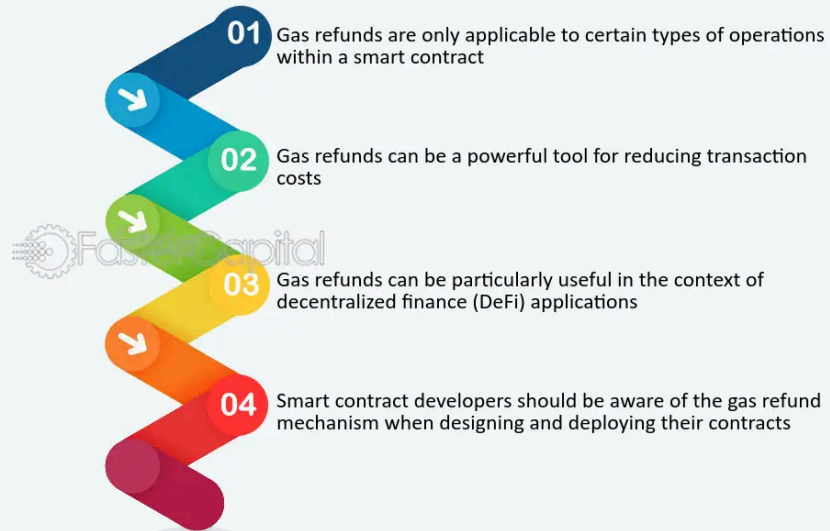 01
Gas refunds are only applicable to certain types of operations
within a smart contract
02
Gas refunds can be a powerful tool for reducing transaction
costs
FasterCapital
03
Gas refunds can be particularly useful in the context of
decentralized finance (DeFi) applications
04
Smart contract developers should be aware of the gas refund
mechanism when designing and deploying their contracts